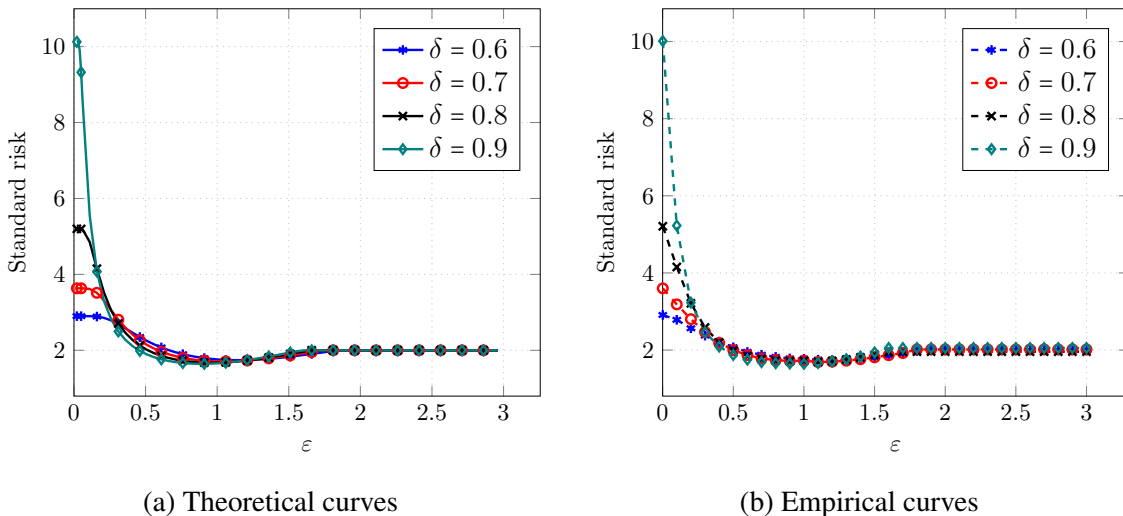 10
8
6
4
2
Standard risk
0
0.5
1
1.5
2
2.5
3
ε
δ = 0.6
δ = 0.7
δ = 0.8
δ = 0.9
(a) Theoretical curves
10
8
6
4
2
Standard risk
0
0.5
1
1.5
2
2.5
3
ε
δ = 0.6
δ = 0.7
δ = 0.8
δ = 0.9
(b) Empirical curves